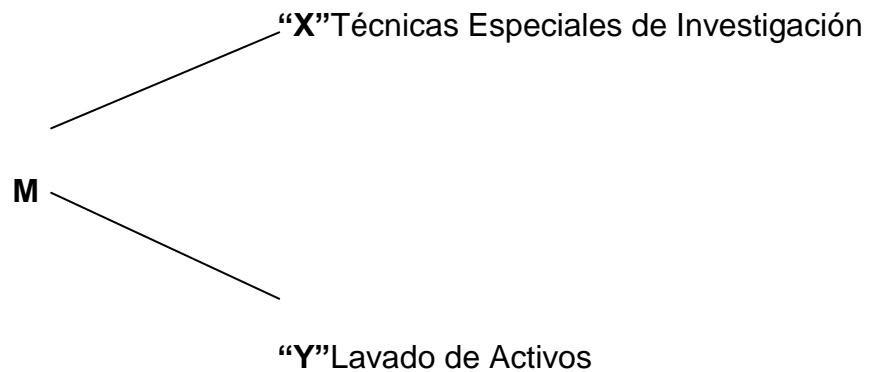 “X”Técnicas Especiales de Investigación
M
“Y”Lavado de Activos